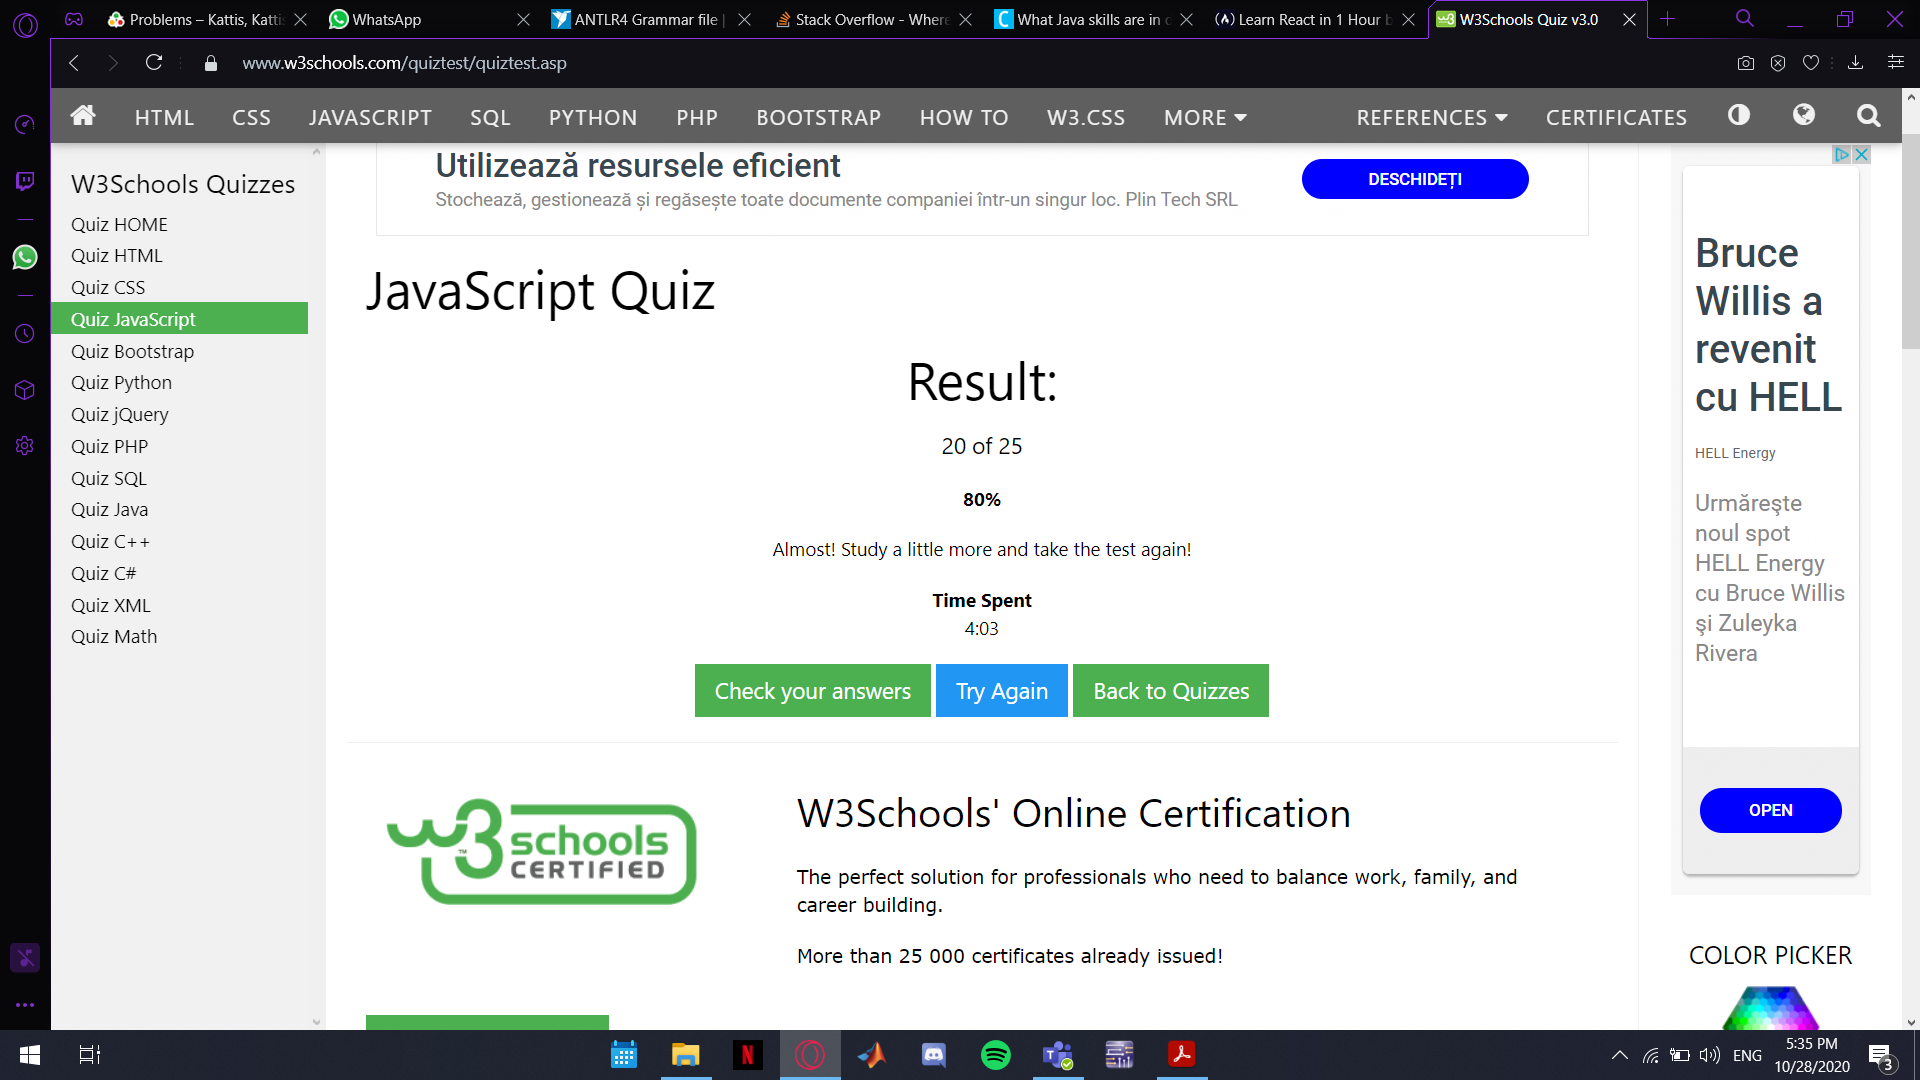 Problems – Kattis, Kattis
WhatsApp
ANTLR4 Grammar file |
Stack Overflow - Where
What Java skills are in d
Learn React in 1 Hour b
W3Schools Quiz v3.0
www.w3schools.com/quiztest/quiztest.asp
HTML CSS JAVASCRIPT SQL PYTHON PHP BOOTSTRAP HOW TO W3.CSS MORE REFERENCES CERTIFICATES
W3Schools Quizzes
Quiz HOME
Quiz HTML
Quiz CSS
Quiz JavaScript
Quiz Bootstrap
Quiz Python
Quiz jQuery
Quiz PHP
Quiz SQL
Quiz Java
Quiz C++
Quiz C#
Quiz XML
Quiz Math
Utilizează resursele eficient
Stochează, gestionează și regăsește toate documente companiei într-un singur loc. Plin Tech SRL
DESCHIDEȚI
JavaScript Quiz
Result:
20 of 25
80%
Almost! Study a little more and take the test again!
Time Spent
4:03
Check your answers
Try Again
Back to Quizzes
w3schools
CERTIFIED
TM
W3Schools' Online Certification
The perfect solution for professionals who need to balance work, family, and
career building.
More than 25 000 certificates already issued!
Bruce
Willis a
revenit
cu HELL
HELL Energy
Urmăreşte
noul spot
HELL Energy
cu Bruce Willis
şi Zuleyka
Rivera
OPEN
COLOR PICKER
ENG
5:35 PM
10/28/2020
3